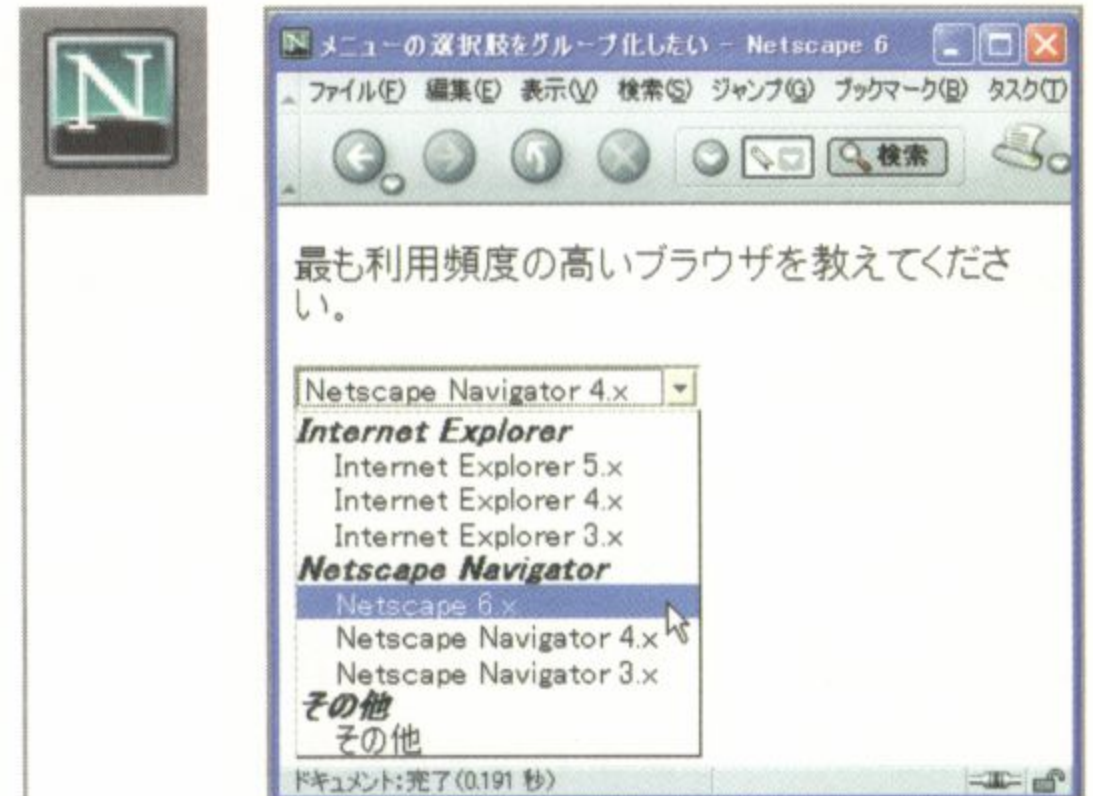 N
N メニューの選択肢をグループ化したい - Netscape 6
ファイル(F) 編集(E) 表示(V) 検索(S) ジャンプ(G) ブックマーク(B) タスク(T)
検索
最も利用頻度の高いブラウザを教えてくださ
い。
Netscape Navigator 4.x
Internet Explorer
Internet Explorer 5.x
Internet Explorer 4.x
Internet Explorer 3.x
Netscape Navigator
Netscape 6.x
Netscape Navigator 4.x
Netscape Navigator 3.x
その他
その他
ドキュメント:完了(0.191 秒)